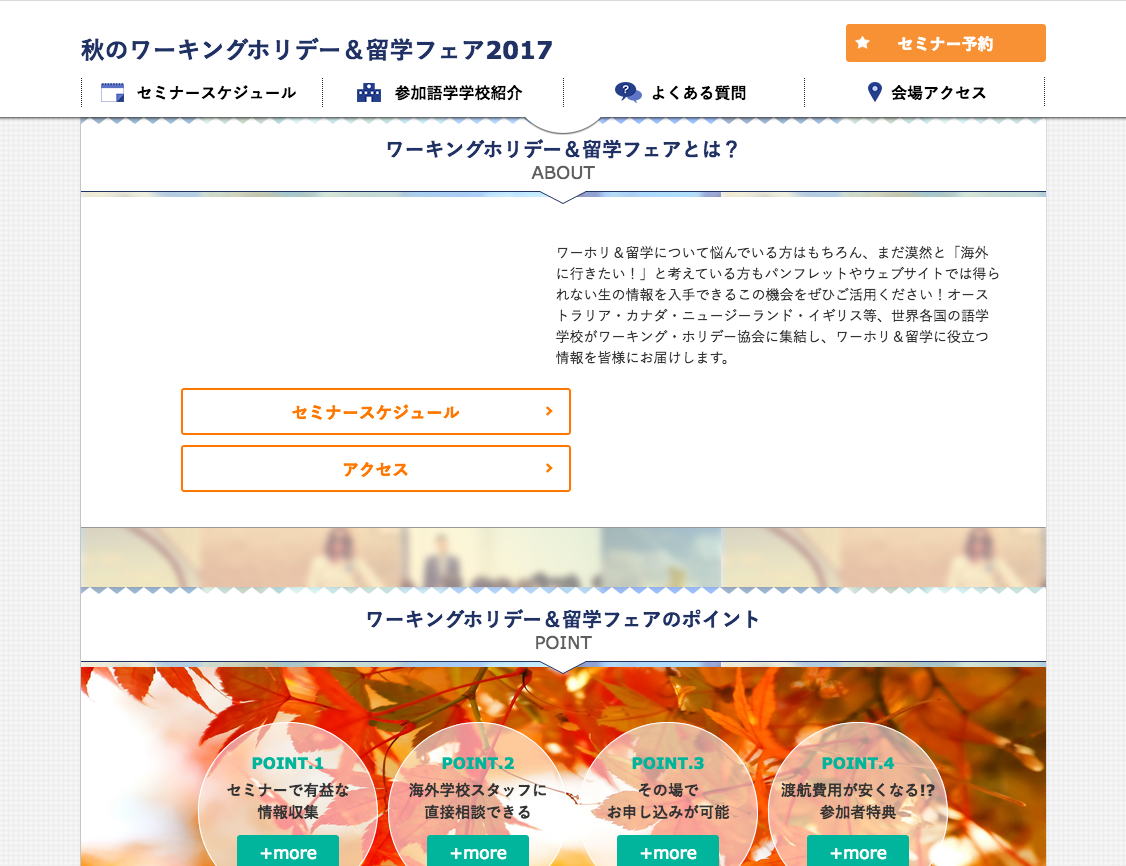 秋のワーキングホリデー＆留学フェア2017
セミナー予約
セミナースケジュール
参加語学学校紹介
よくある質問
会場アクセス
ワーキングホリデー＆留学フェアとは？
ABOUT
ワーホリ＆留学について悩んでいる方はもちろん、まだ漠然と「海外
に行きたい！」と考えている方もパンフレットやウェブサイトでは得ら
れない生の情報を入手できるこの機会をぜひご活用ください！オース
トラリア・カナダ・ニュージーランド・イギリス等、世界各国の語学
学校がワーキング・ホリデー協会に集結し、ワーホリ＆留学に役立つ
情報を皆様にお届けします。
セミナースケジュール
アクセス
ワーキングホリデー＆留学フェアのポイント
POINT
POINT.1
セミナーで有益な
情報収集
+more
POINT.2
海外学校スタッフに
直接相談できる
+more
POINT.3
その場で
お申し込みが可能
+more
POINT.4
渡航費用が安くなる!?
参加者特典
+more